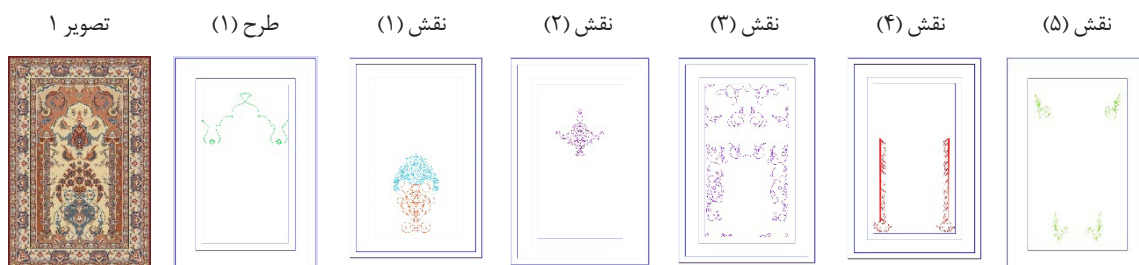 تصویر ۱ طرح (۱) نقش (۱) نقش (۲) نقش (۳) نقش (۴) نقش (۵)